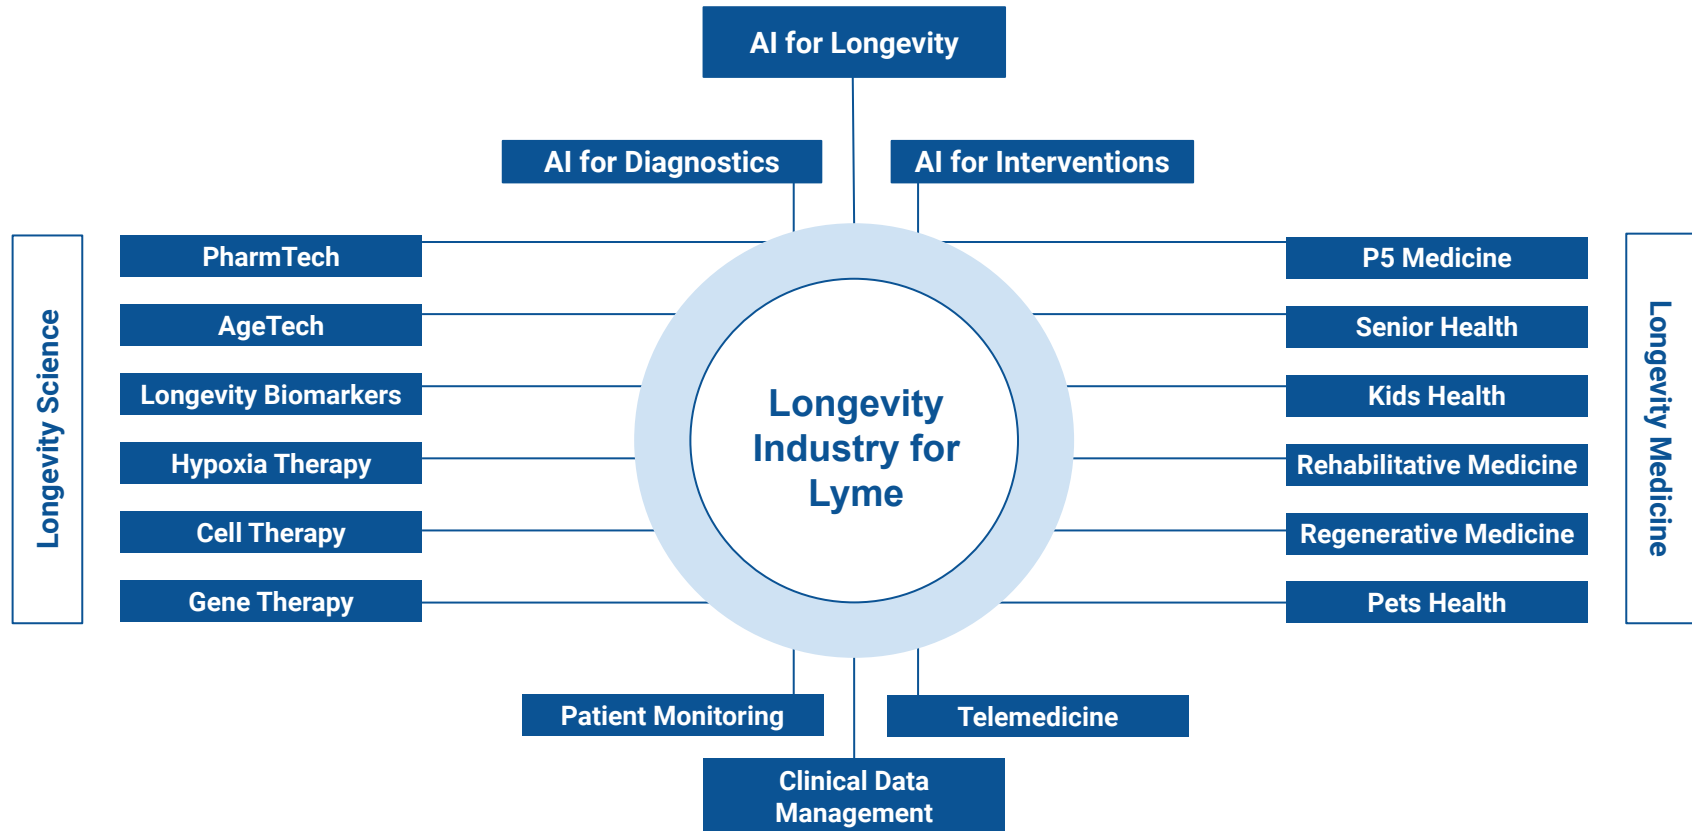 AI for Longevity
AI for Diagnostics
AI for Interventions
Longevity Science
PharmTech
AgeTech
Longevity Biomarkers
Hypoxia Therapy
Cell Therapy
Gene Therapy
Longevity
Industry for
Lyme
P5 Medicine
Senior Health
Kids Health
Rehabilitative Medicine
Regenerative Medicine
Pets Health
Longevity Medicine
Patient Monitoring
Telemedicine
Clinical Data
Management